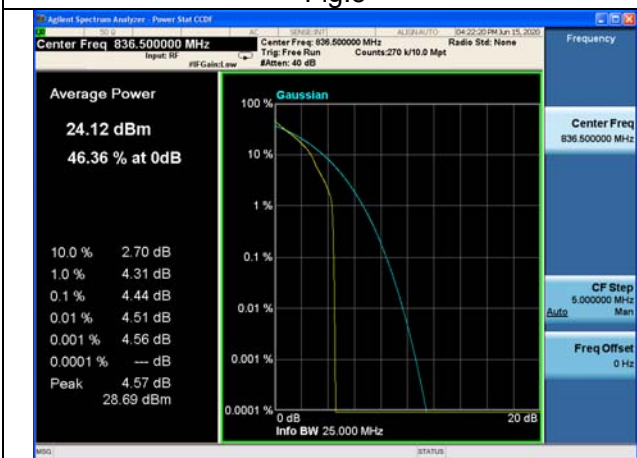 Agilent Spectrum Analyzer - Power Stat CCDF
50 Ω AC SENSE:INT ALIGN AUTO 04:22:20 PM Jun 15, 2020
Center Freq 836.500000 MHz
Input: RF
#IFGain:Low
Center Freq: 836.500000 MHz
Radio Std: None
Trig: Free Run
Counts:270 k/10.0 Mpt
#Atten: 40 dB
Frequency
Average Power
24.12 dBm
46.36 % at 0dB
10.0 % 2.70 dB
1.0 % 4.31 dB
0.1 % 4.44 dB
0.01 % 4.51 dB
0.001 % 4.56 dB
0.0001 % --- dB
Peak 4.57 dB
28.69 dBm
Gaussian
100 %
10 %
1 %
0.1 %
0.01 %
0.001 %
0.0001 %
0 dB 20 dB
Info BW 25.000 MHz
Center Freq
836.500000 MHz
CF Step
5.000000 MHz
Auto Man
Freq Offset
0 Hz
MSG STATUS